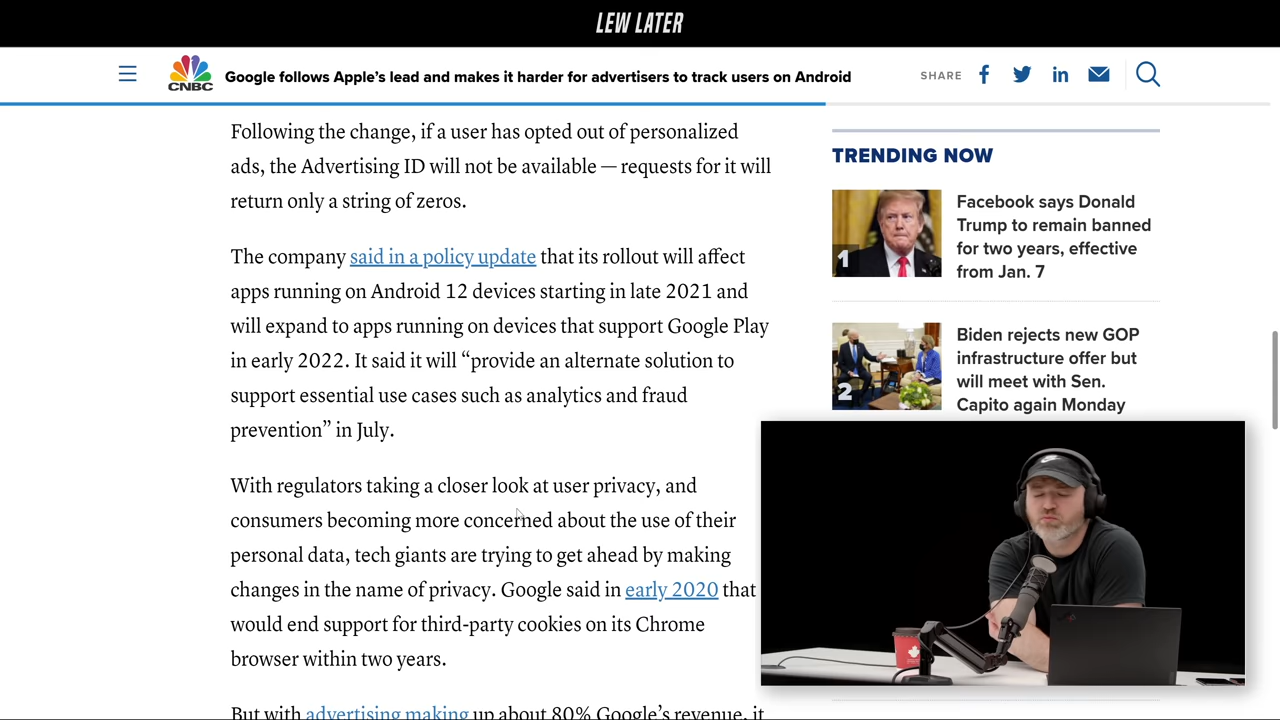 LEW LATER
CNBC
Google follows Apple’s lead and makes it harder for advertisers to track users on Android
SHARE
Following the change, if a user has opted out of personalized
ads, the Advertising ID will not be available — requests for it will
return only a string of zeros.
The company said in a policy update that its rollout will affect
apps running on Android 12 devices starting in late 2021 and
will expand to apps running on devices that support Google Play
in early 2022. It said it will “provide an alternate solution to
support essential use cases such as analytics and fraud
prevention” in July.
With regulators taking a closer look at user privacy, and
consumers becoming more concerned about the use of their
personal data, tech giants are trying to get ahead by making
changes in the name of privacy. Google said in early 2020 that
would end support for third-party cookies on its Chrome
browser within two years.
But with advertising making up about 80% Google’s revenue, it
TRENDING NOW
1
Facebook says Donald
Trump to remain banned
for two years, effective
from Jan. 7
2
Biden rejects new GOP
infrastructure offer but
will meet with Sen.
Capito again Monday